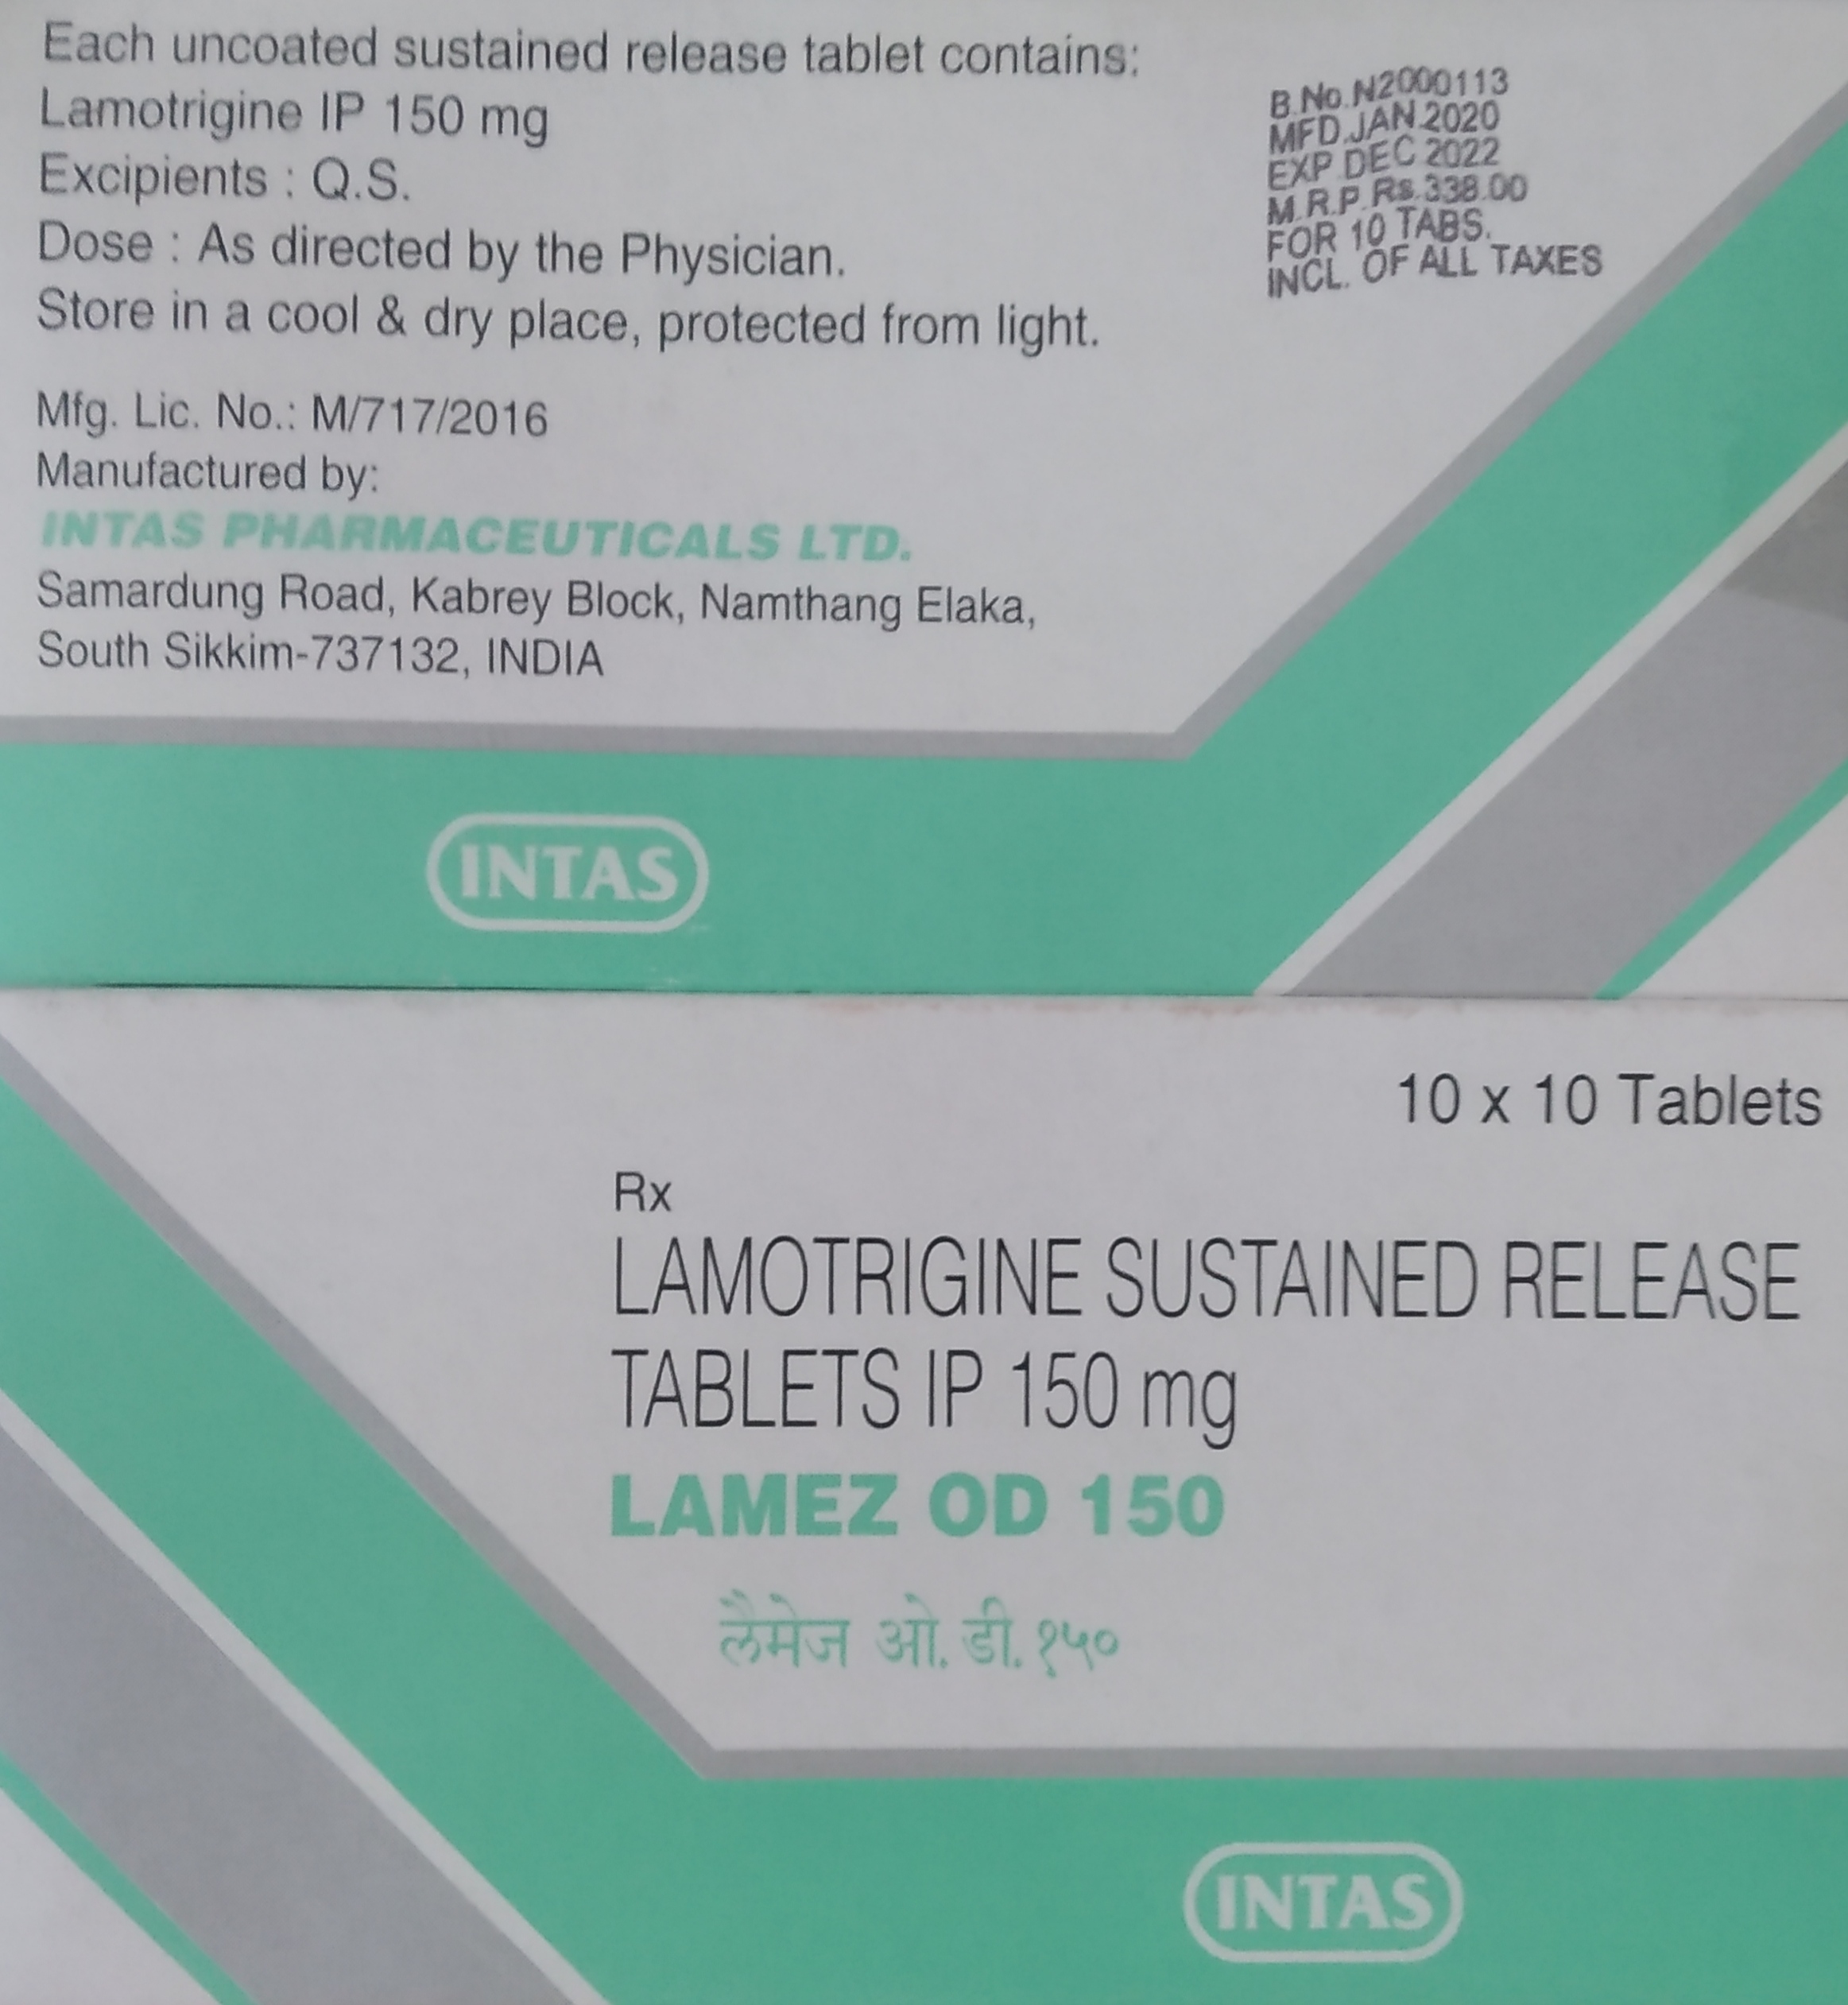 Each uncoated sustained release tablet contains:
Lamotrigine IP 150 mg
Excipients : Q.S.
Dose : As directed by the Physician.
Store in a cool & dry place, protected from light.
Mfg. Lic. No.: M/717/2016
Manufactured by:
INTAS PHARMACEUTICALS LTD.
Samardung Road, Kabrey Block, Namthang Elaka,
South Sikkim-737132, INDIA
B.No.N2000113
MFD.JAN.2020
EXP.DEC 2022
M.R.P.Rs.338.00
FOR 10 TABS.
INCL. OF ALL TAXES
INTAS
10 x 10 Tablets
Rx
LAMOTRIGINE SUSTAINED RELEASE
TABLETS IP 150 mg
LAMEZ OD 150
लैमेज ओ. डी. १५०
INTAS